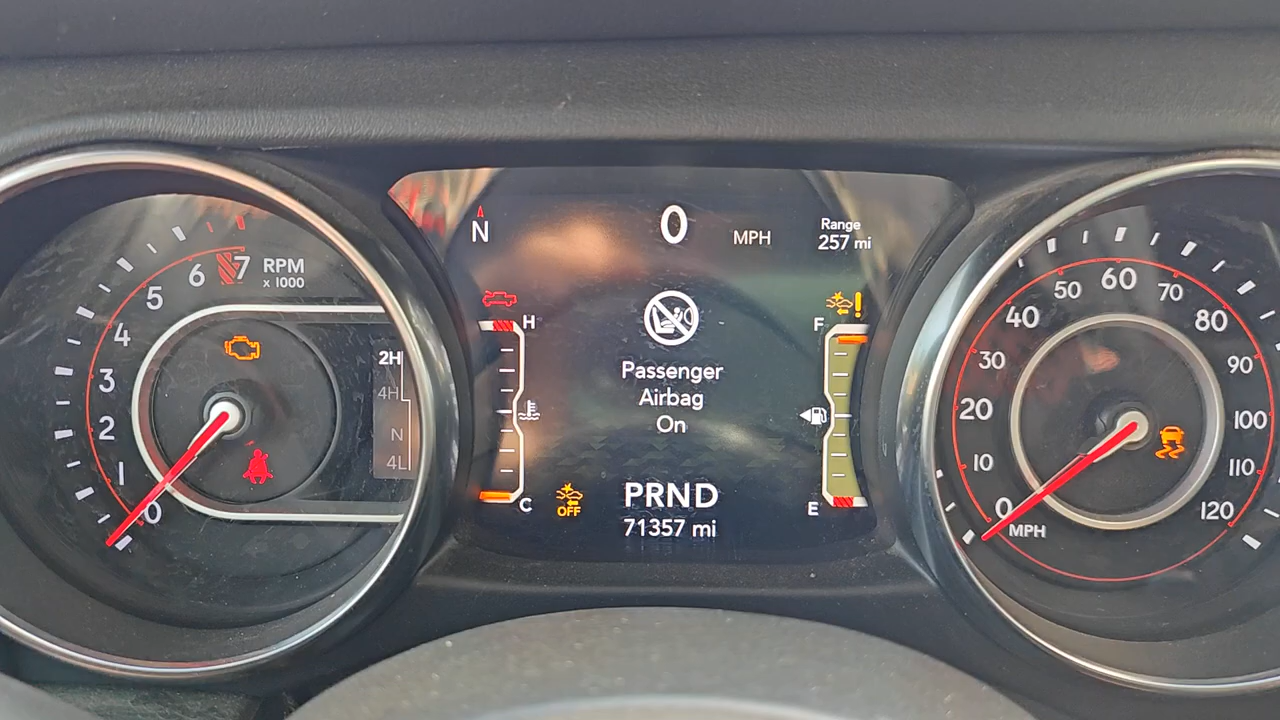 0 MPH
N
Range
257 mi
7
6
5
4
3
2
1
0
RPM
x 1000
2H
4H
N
4L
H
C
Passenger
Airbag
On
F
E
OFF
PRND
71357 mi
0
10
20
30
40
50
60
70
80
90
100
110
120
MPH